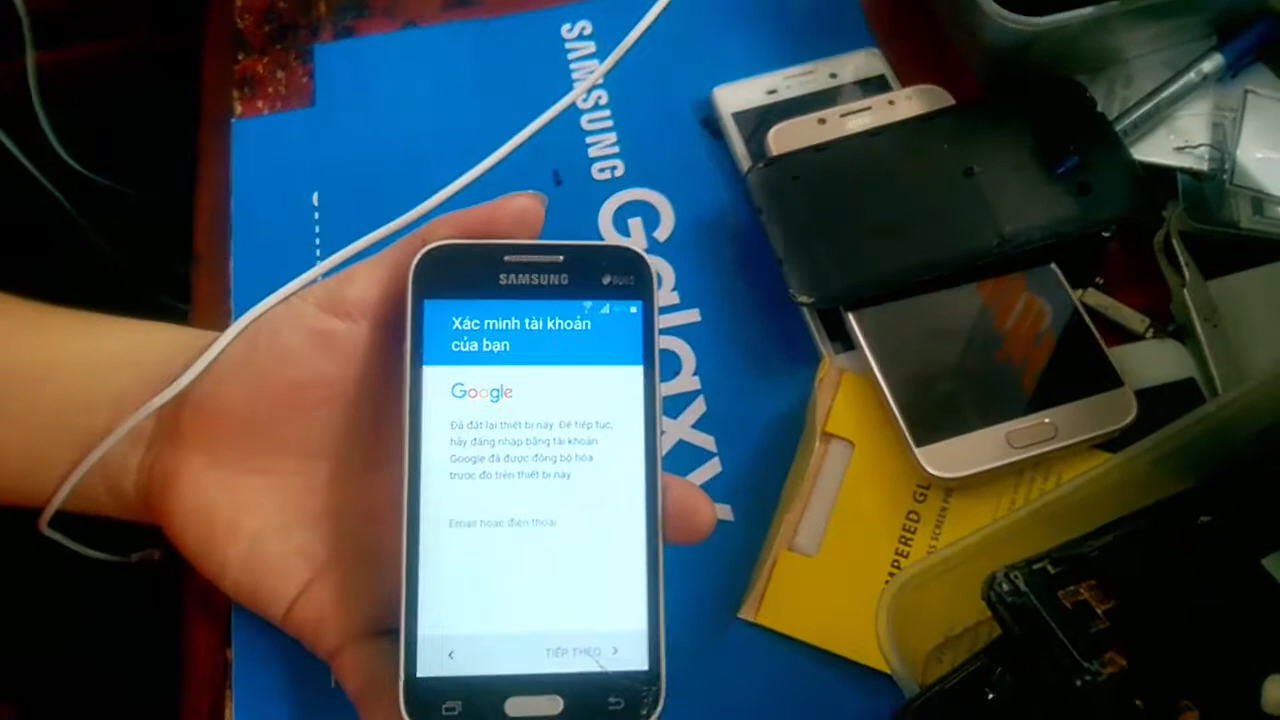 SAMSUNG
Galaxy
SAMSUNG
DUOS
Xác minh tài khoản
của bạn
Google
Đã đặt lại thiết bị này. Để tiếp tục,
hãy đăng nhập bằng tài khoản
Google đã được đồng bộ hóa
trước đó trên thiết bị này
Email hoặc điện thoại
TIẾP THEO